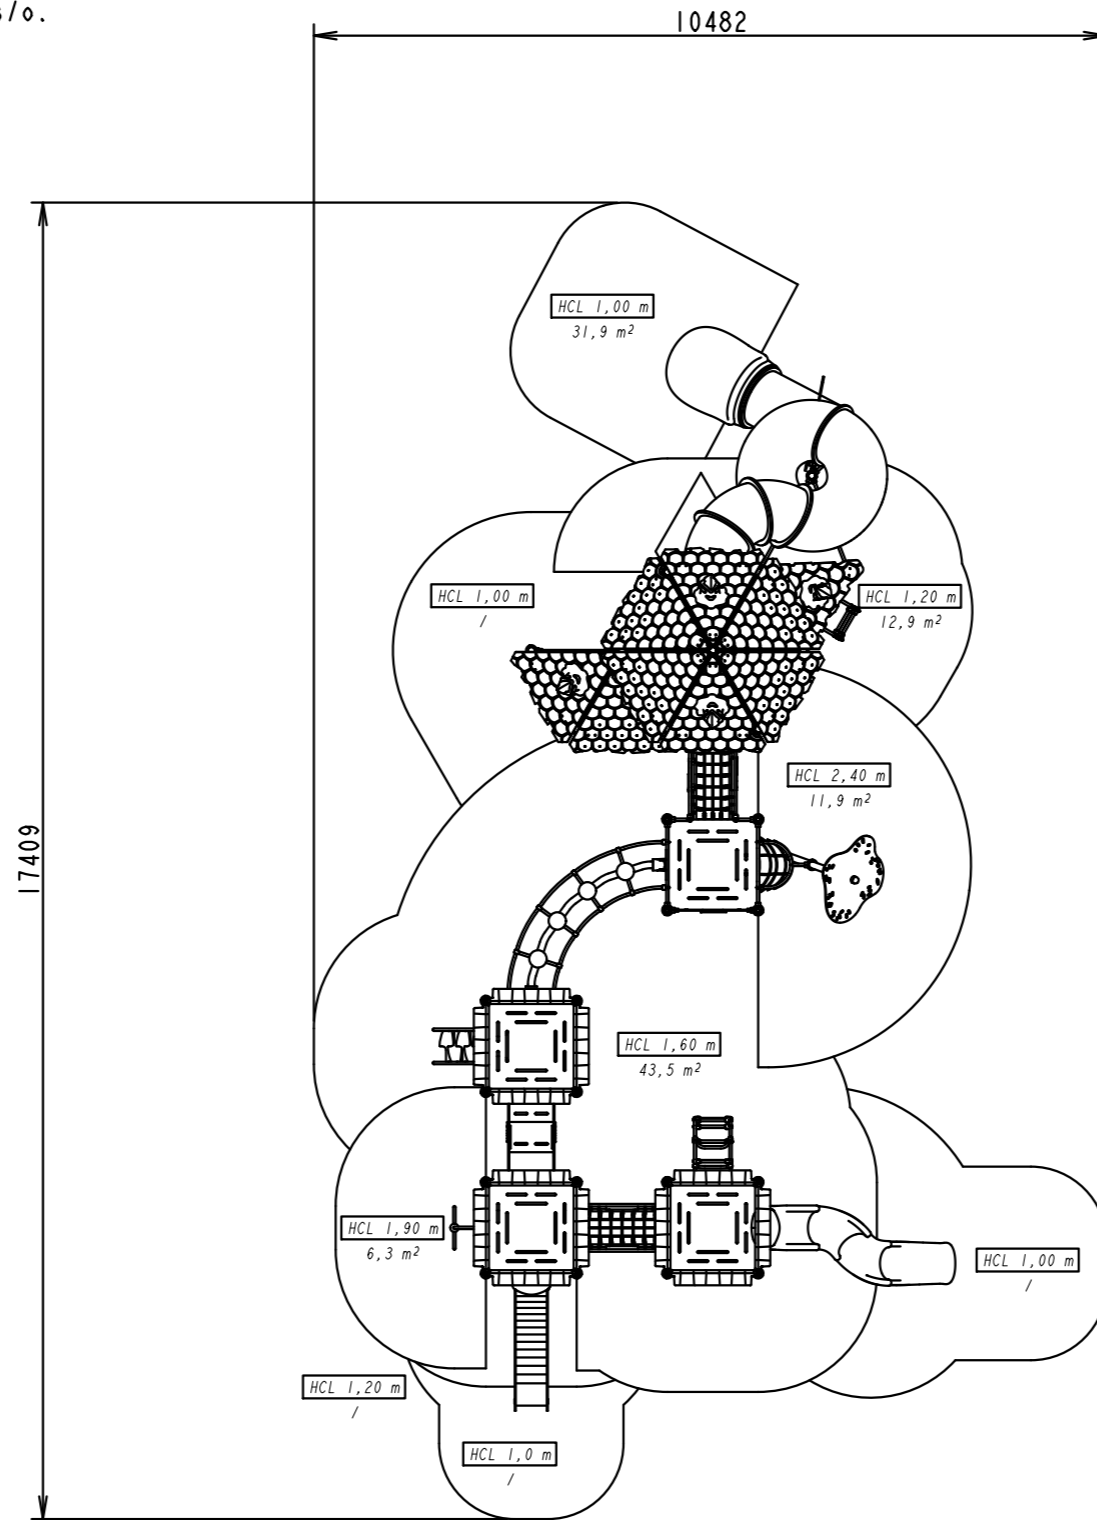 /o.
10482
HCL 1,00 m
31,9 m²
HCL 1,00 m
/
HCL 1,20 m
12,9 m²
HCL 2,40 m
11,9 m²
17409
HCL 1,60 m
43,5 m²
HCL 1,90 m
6,3 m²
HCL 1,00 m
/
HCL 1,20 m
/
HCL 1,0 m
/